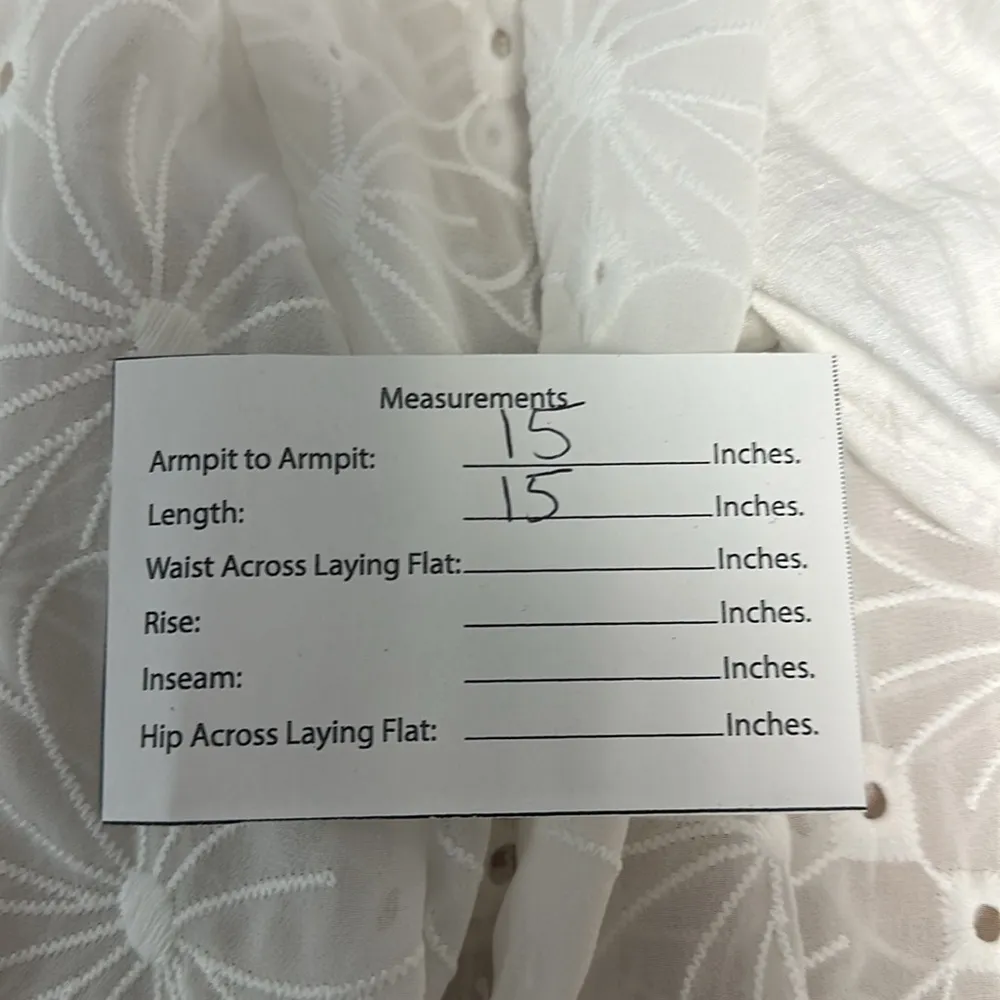 Measurements
Armpit to Armpit: 15 Inches.
Length: 15 Inches.
Waist Across Laying Flat: Inches.
Rise: Inches.
Inseam: Inches.
Hip Across Laying Flat: Inches.